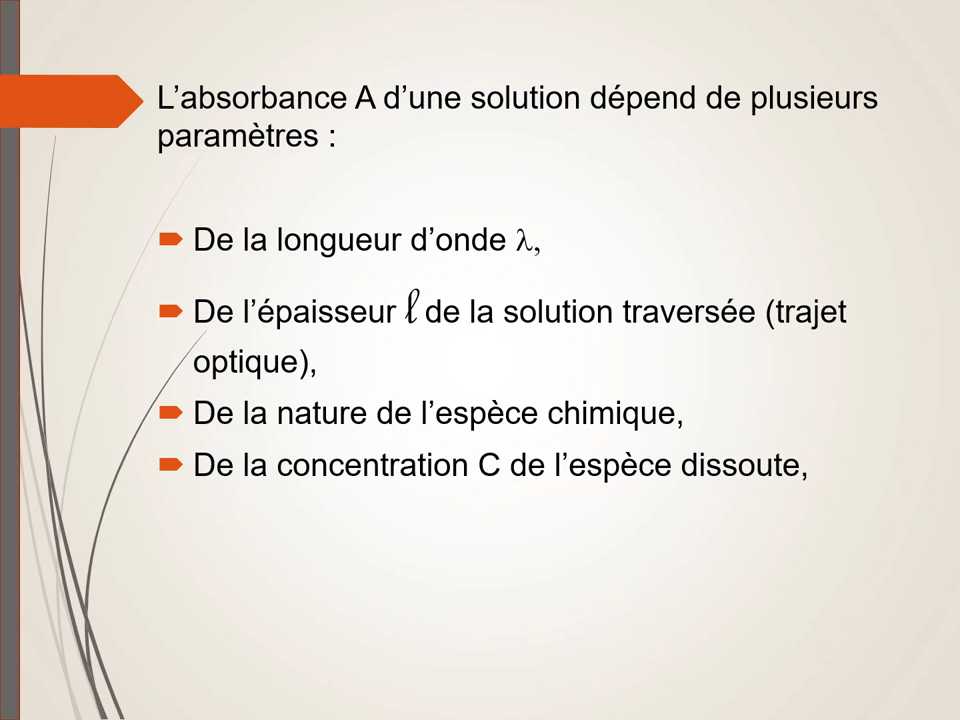 L’absorbance A d’une solution dépend de plusieurs
paramètres :
De la longueur d’onde λ,
De l’épaisseur ℓ de la solution traversée (trajet
optique),
De la nature de l’espèce chimique,
De la concentration C de l’espèce dissoute,